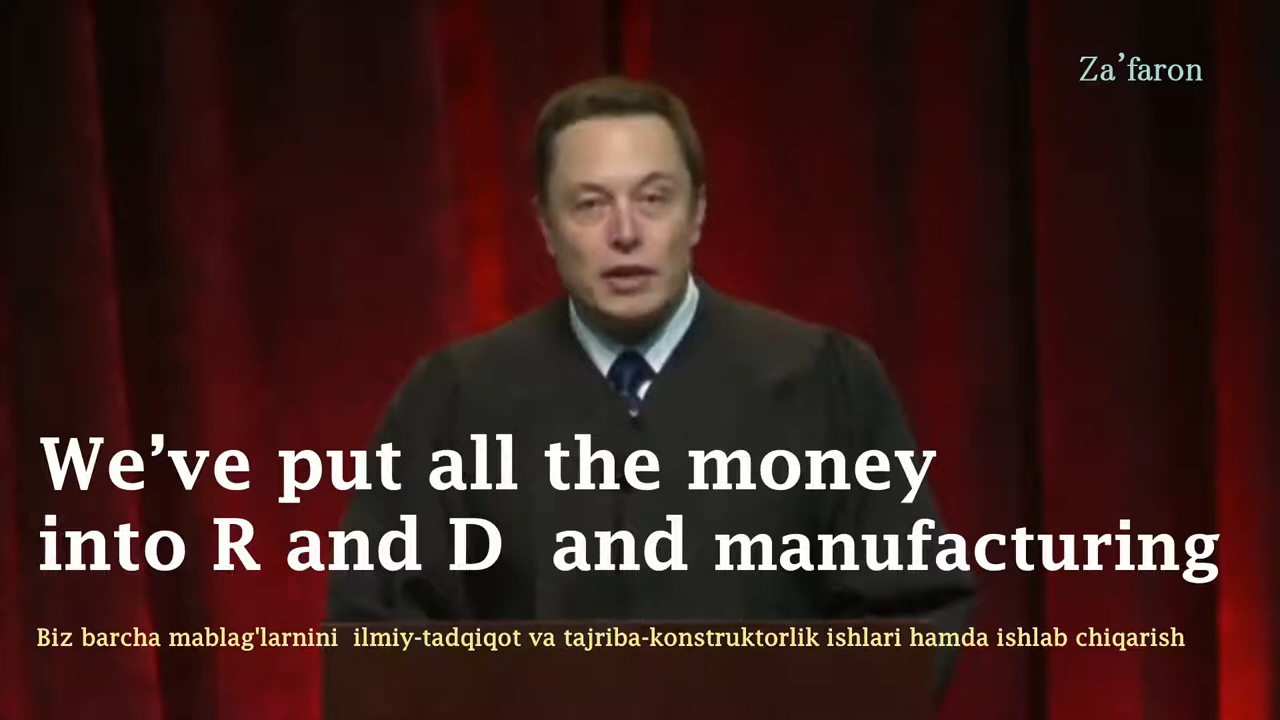 Za’faron
We’ve put all the money
into R and D and manufacturing
Biz barcha mablag'larnini ilmiy-tadqiqot va tajriba-konstruktorlik ishlari hamda ishlab chiqarish